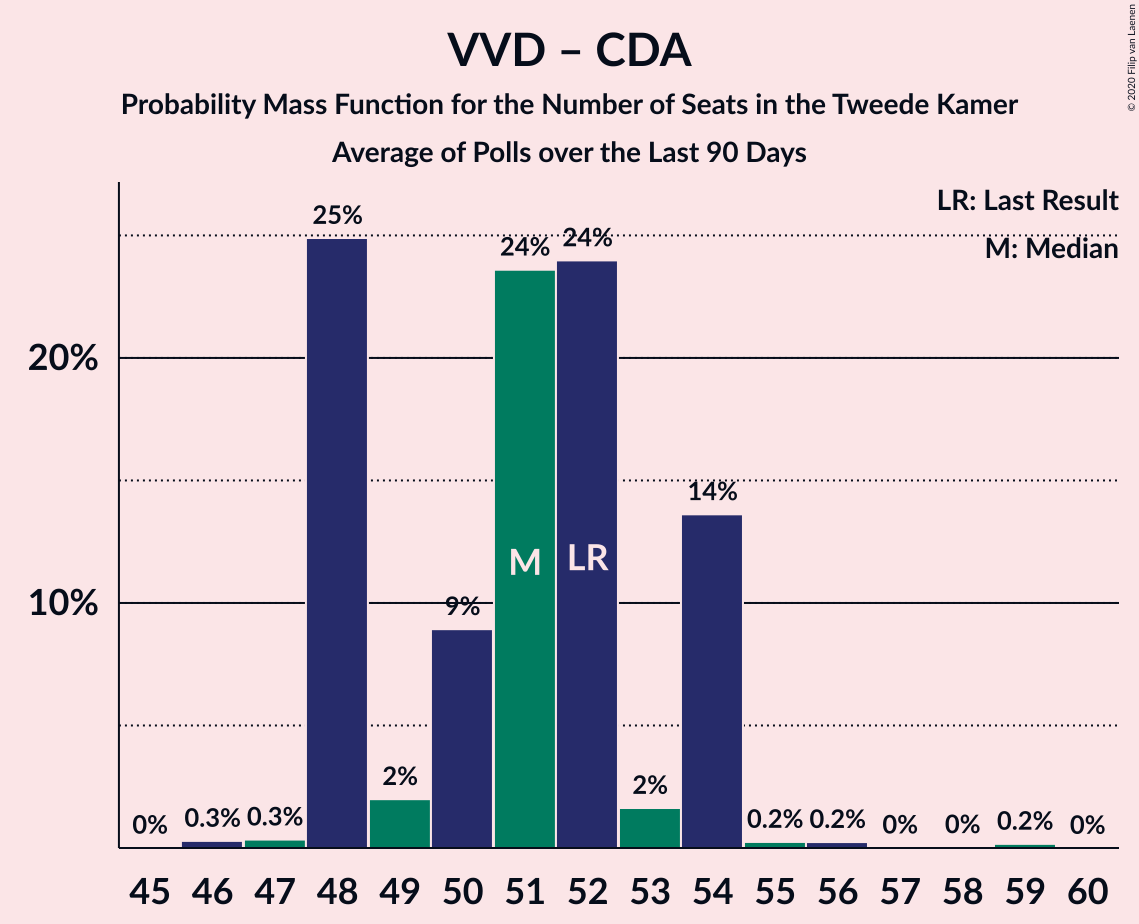 VVD – CDA
Probability Mass Function for the Number of Seats in the Tweede Kamer
Average of Polls over the Last 90 Days
© 2020 Filip van Laenen
LR: Last Result
M: Median
20%
10%
0%
0.3%
0.3%
25%
2%
9%
24%
24%
2%
14%
0.2%
0.2%
0%
0%
0.2%
0%
M
LR
45 46 47 48 49 50 51 52 53 54 55 56 57 58 59 60